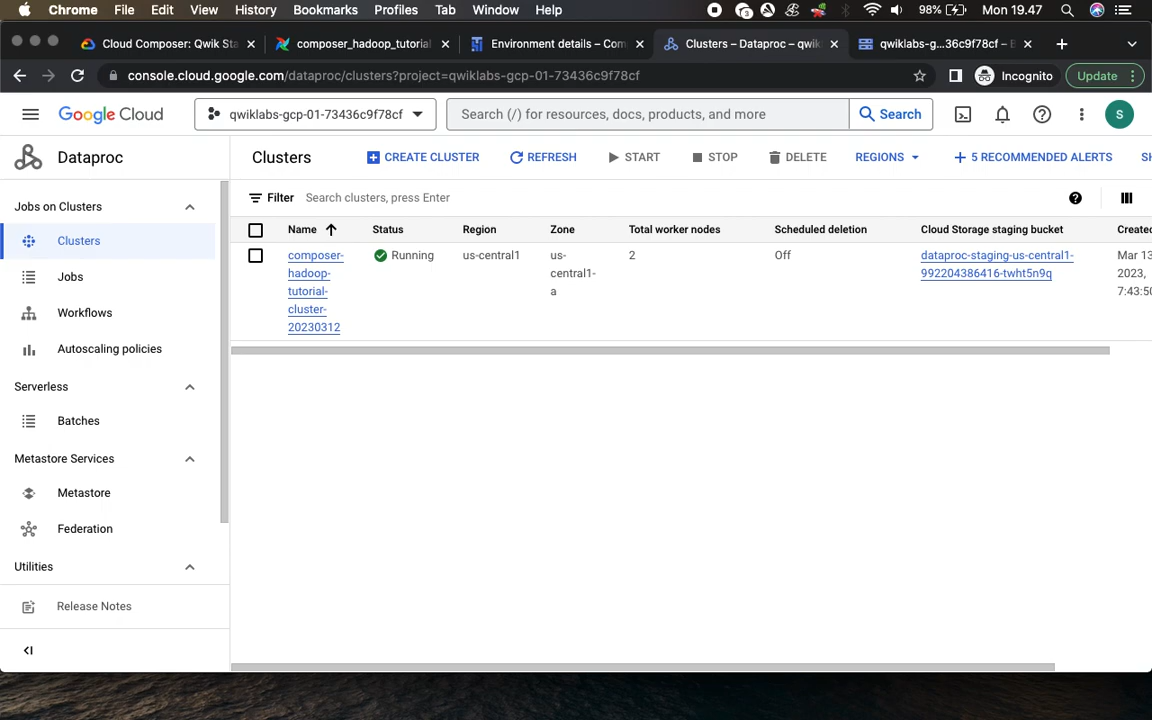 Chrome File Edit View History Bookmarks Profiles Tab Window Help 3 98% Mon 19.47
Cloud Composer: Qwik Sta composer_hadoop_tutorial Environment details – Com Clusters – Dataproc – qwik qwiklabs-g...36c9f78cf – B
console.cloud.google.com/dataproc/clusters?project=qwiklabs-gcp-01-73436c9f78cf Incognito Update
Google Cloud qwiklabs-gcp-01-73436c9f78cf Search (/) for resources, docs, products, and more Search S
Dataproc Clusters CREATE CLUSTER REFRESH START STOP DELETE REGIONS 5 RECOMMENDED ALERTS SH
Jobs on Clusters
Clusters
Jobs
Workflows
Autoscaling policies
Serverless
Batches
Metastore Services
Metastore
Federation
Utilities
Release Notes
Filter Search clusters, press Enter
Name Status Region Zone Total worker nodes Scheduled deletion Cloud Storage staging bucket Created
composer- Running us-central1 us- 2 Off dataproc-staging-us-central1- Mar 13
hadoop- central1- 992204386416-twht5n9q 2023,
tutorial- a 7:43:50
cluster-
20230312